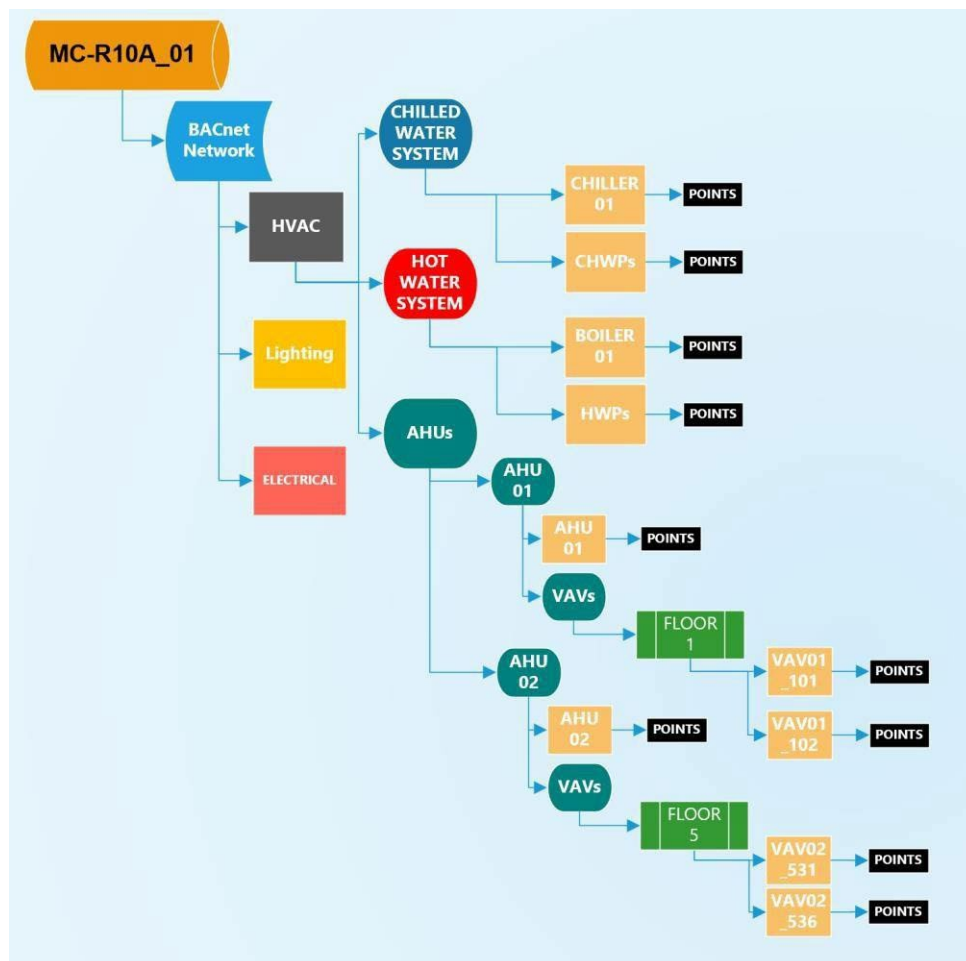 MC-R10A_01
BACnet
Network
HVAC
Lighting
ELECTRICAL
CHILLED
WATER
SYSTEM
CHILLER
01
POINTS
CHWPs
POINTS
HOT
WATER
SYSTEM
BOILER
01
POINTS
HWPs
POINTS
AHUs
AHU
01
AHU
01
POINTS
VAVs
FLOOR
1
VAV01
_101
POINTS
VAV01
_102
POINTS
AHU
02
AHU
02
POINTS
VAVs
FLOOR
5
VAV02
_531
POINTS
VAV02
_536
POINTS